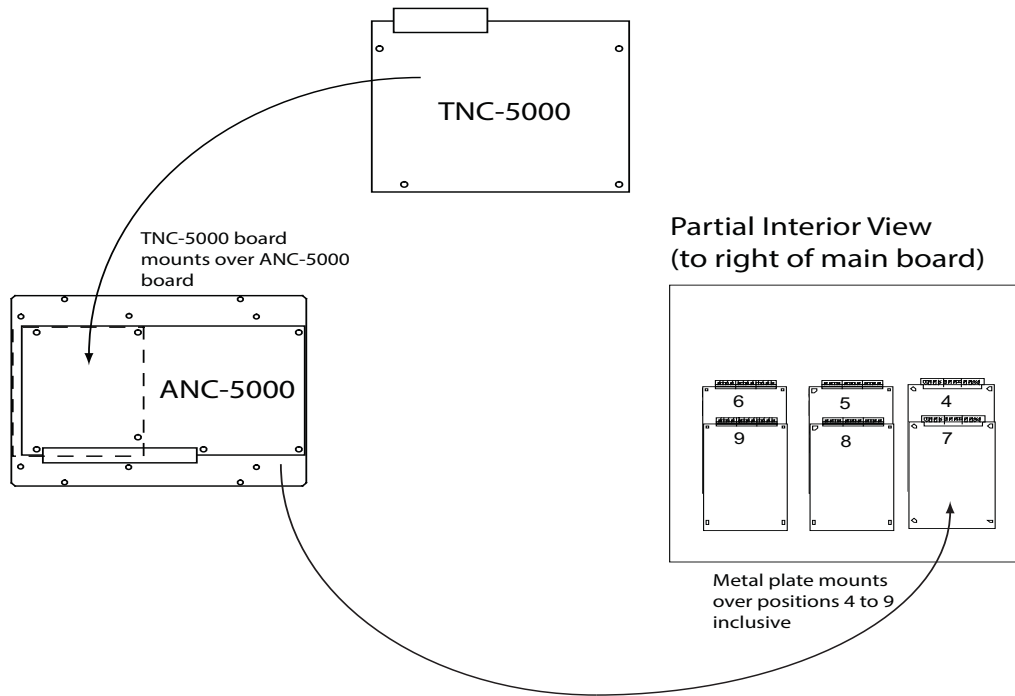 TNC-5000
TNC-5000 board
mounts over ANC-5000
board
ANC-5000
Partial Interior View
(to right of main board)
6
5
4
9
8
7
Metal plate mounts
over positions 4 to 9
inclusive